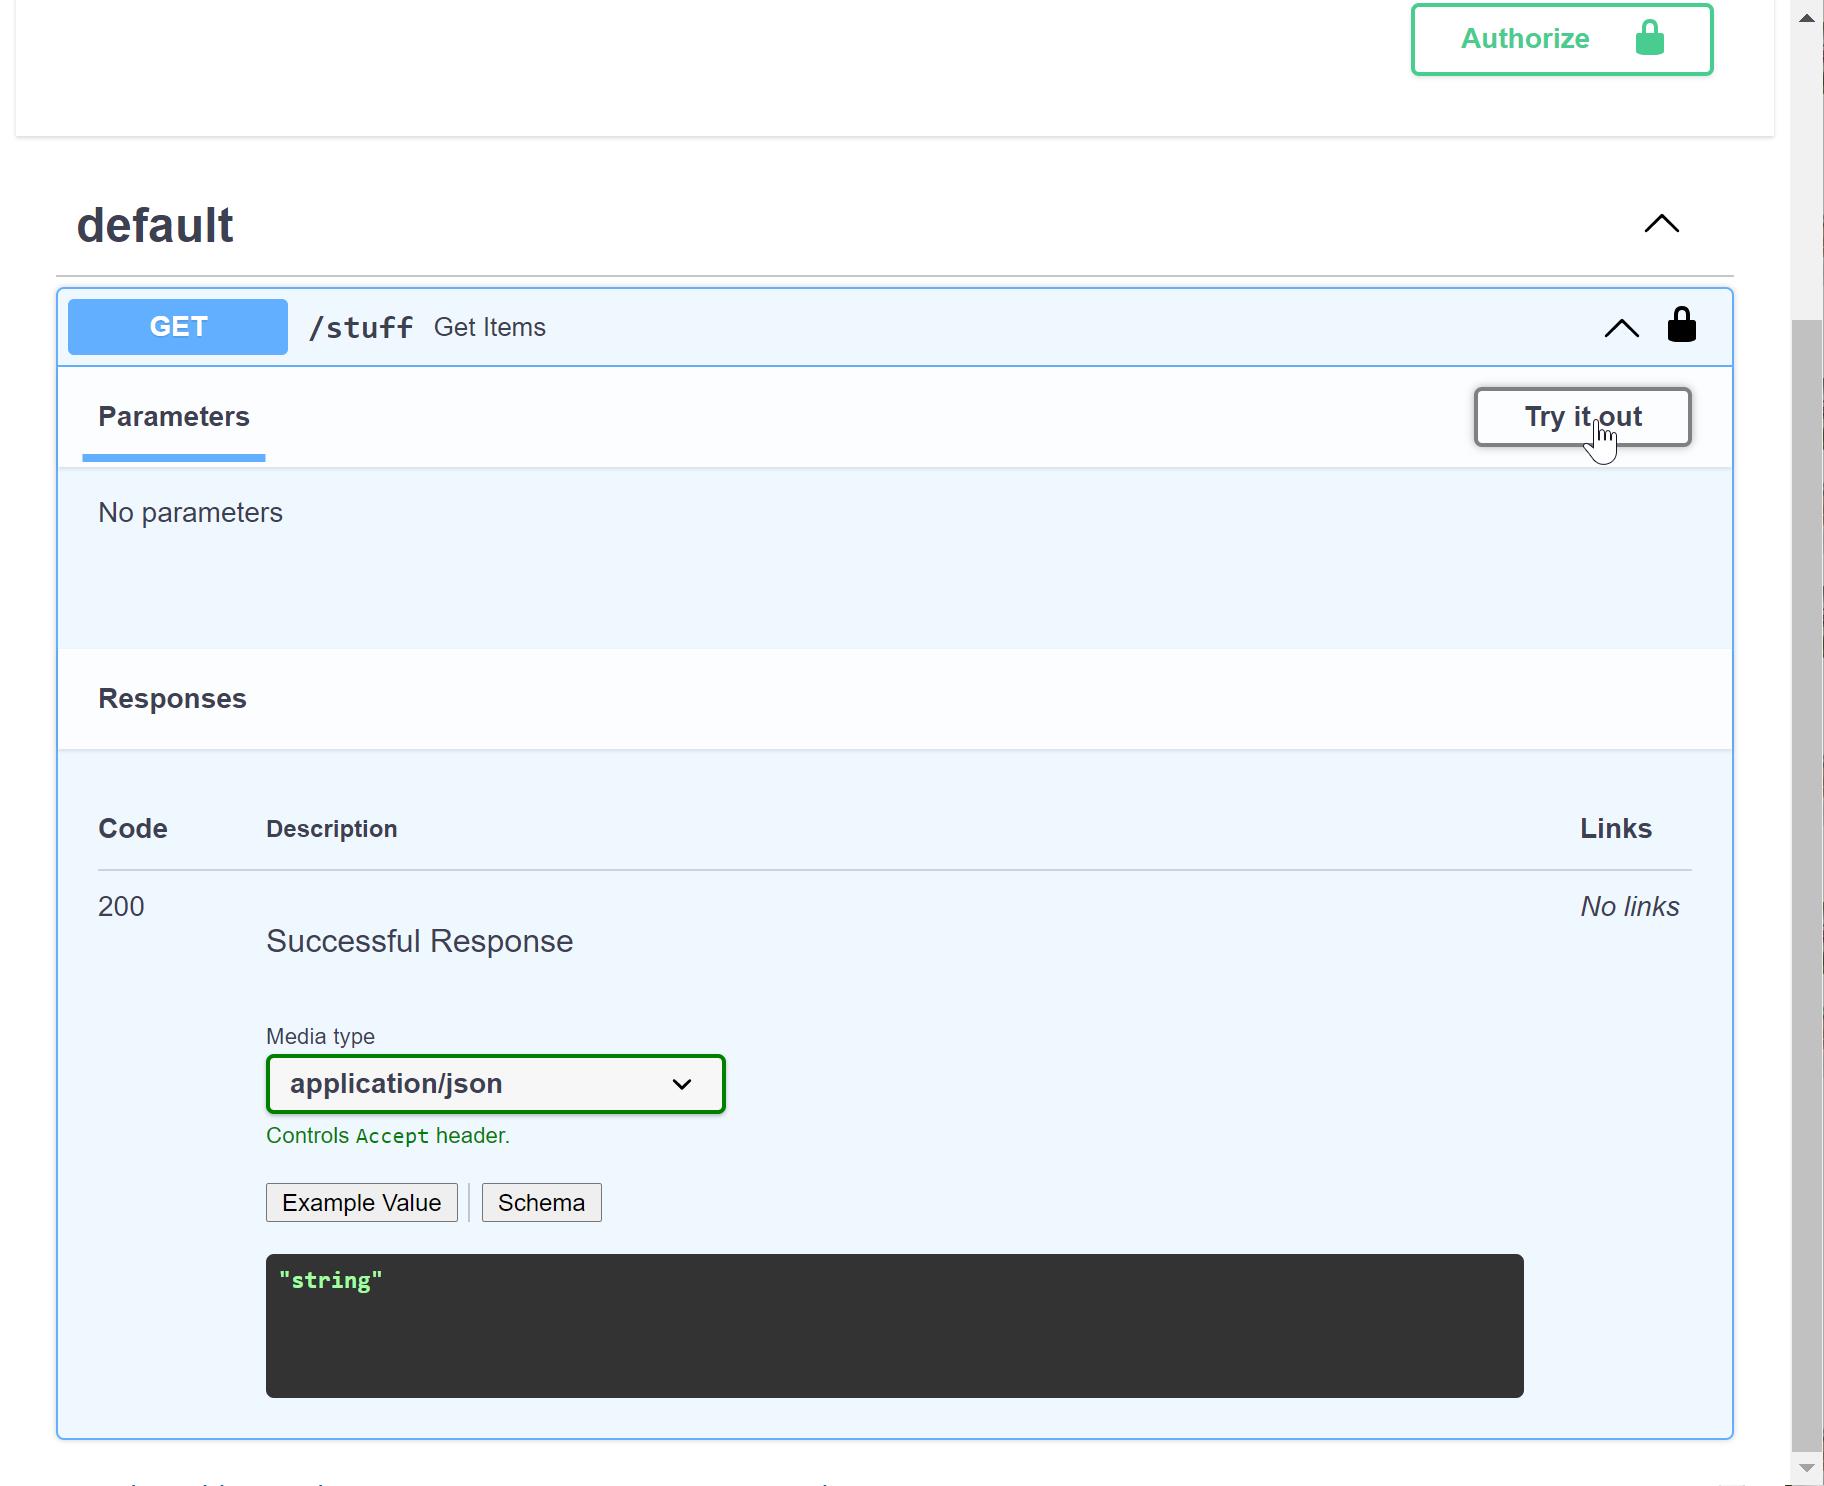 Authorize
default
GET /stuff Get Items
Parameters
Try it out
No parameters
Responses
Code Description Links
200 No links
Successful Response
Media type
application/json
Controls Accept header.
Example Value Schema
"string"